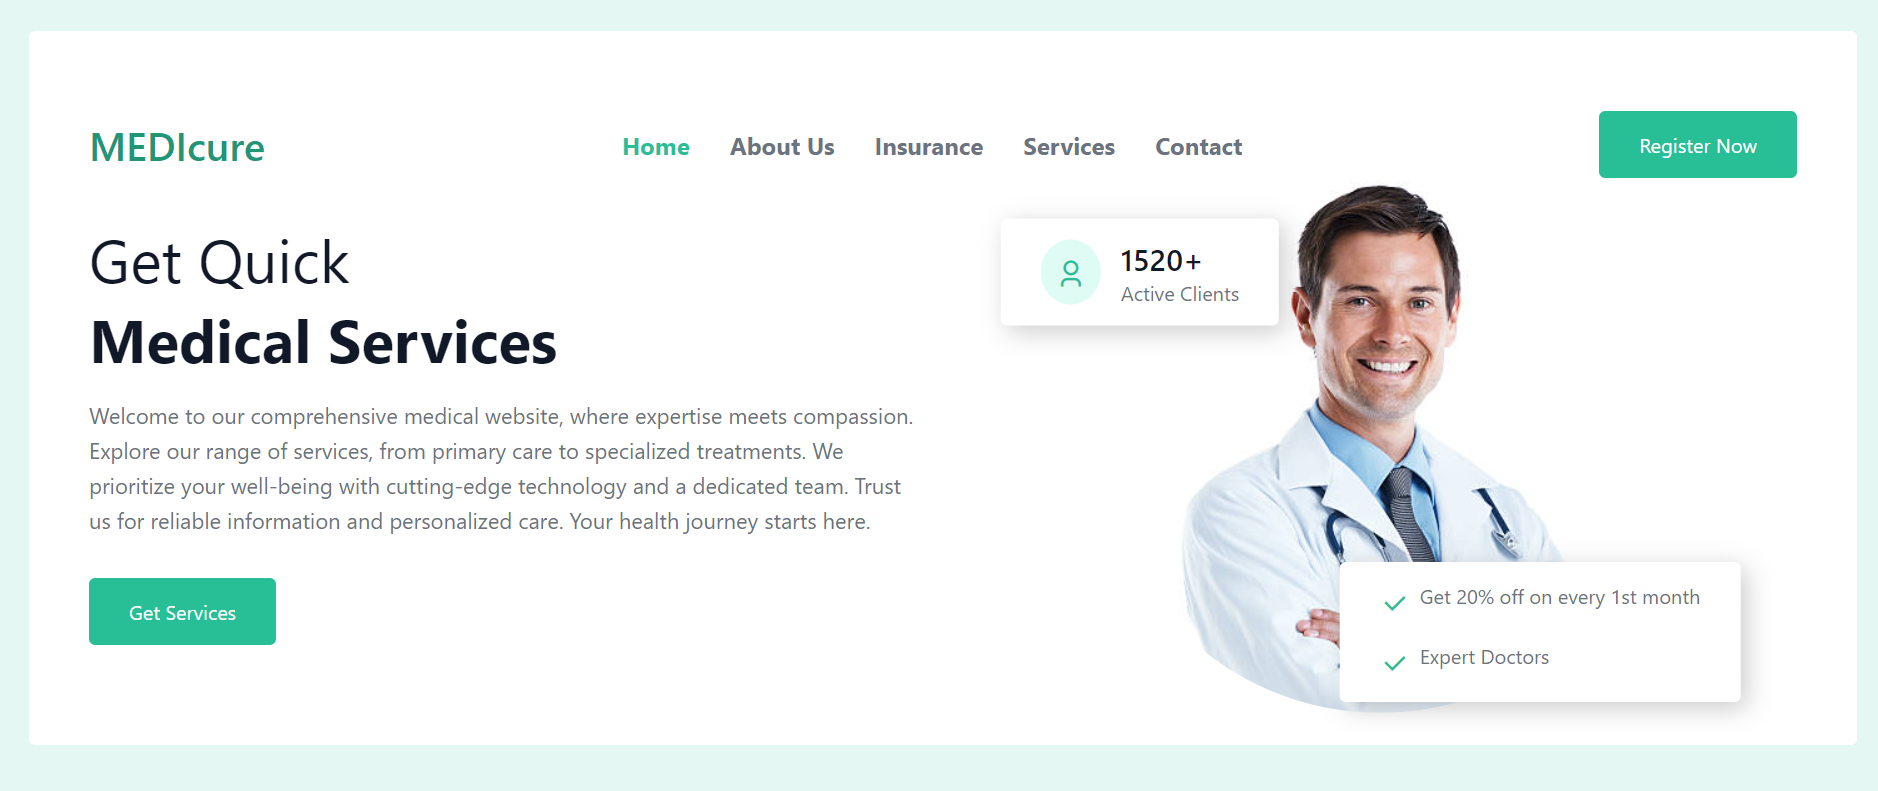 MEDIcure
Home
About Us
Insurance
Services
Contact
Register Now
Get Quick
Medical Services
Welcome to our comprehensive medical website, where expertise meets compassion.
Explore our range of services, from primary care to specialized treatments. We
prioritize your well-being with cutting-edge technology and a dedicated team. Trust
us for reliable information and personalized care. Your health journey starts here.
Get Services
1520+
Active Clients
Get 20% off on every 1st month
Expert Doctors